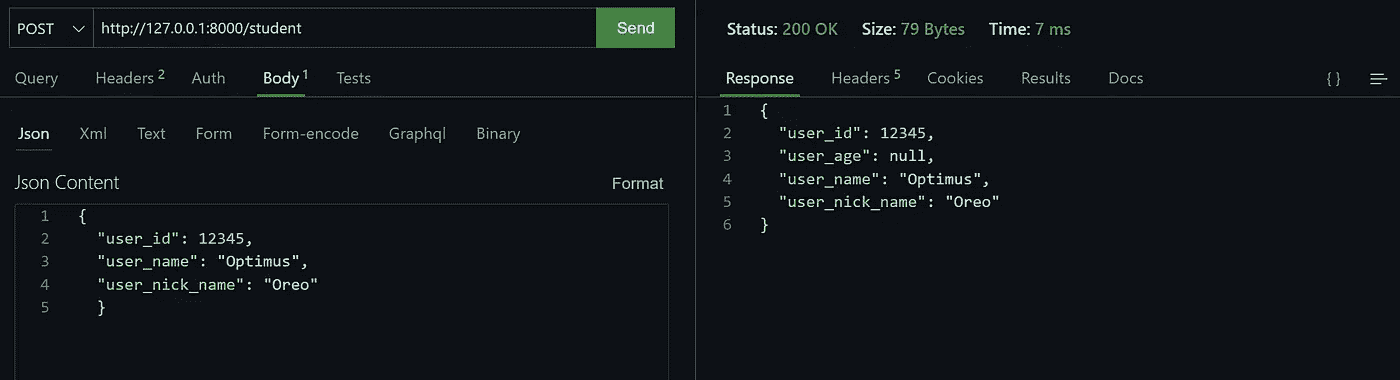 POST http://127.0.0.1:8000/student Send
Query Headers 2 Auth Body 1 Tests
Json Xml Text Form Form-encode Graphql Binary
Json Content Format
1 {
2 "user_id": 12345,
3 "user_name": "Optimus",
4 "user_nick_name": "Oreo"
5 }
Status: 200 OK Size: 79 Bytes Time: 7 ms
Response Headers 5 Cookies Results Docs { }
1 {
2 "user_id": 12345,
3 "user_age": null,
4 "user_name": "Optimus",
5 "user_nick_name": "Oreo"
6 }